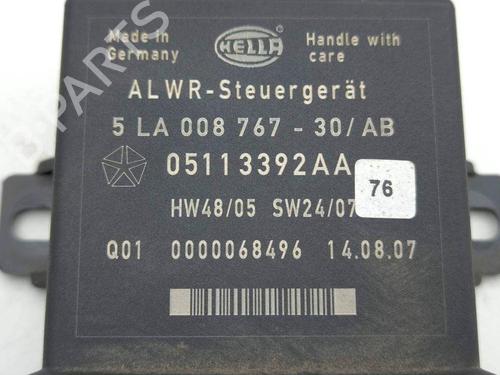 Made in
Germany
HELLA
Handle with
care
ALWR-Steuergerät
5 LA 008 767 - 30/AB
05113392AA
76
HW48/05 SW24/07
Q01 0000068496 14.08.07